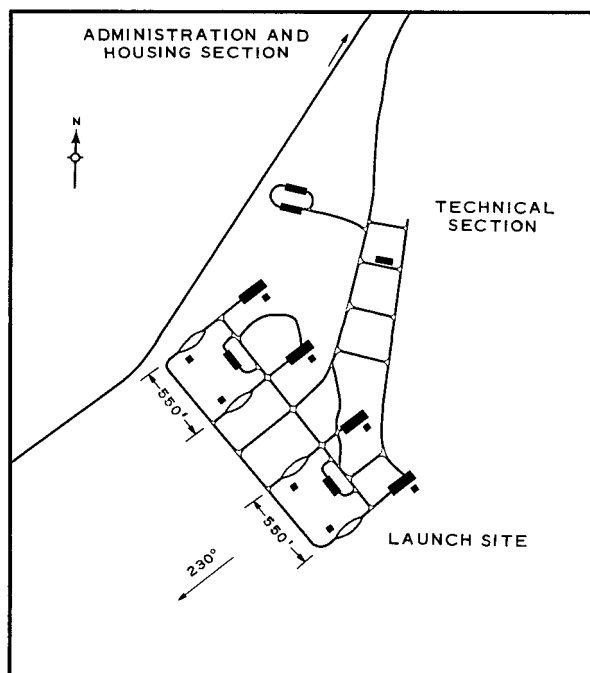 ADMINISTRATION AND
HOUSING SECTION
N
TECHNICAL
SECTION
550'
550'
LAUNCH SITE
230°